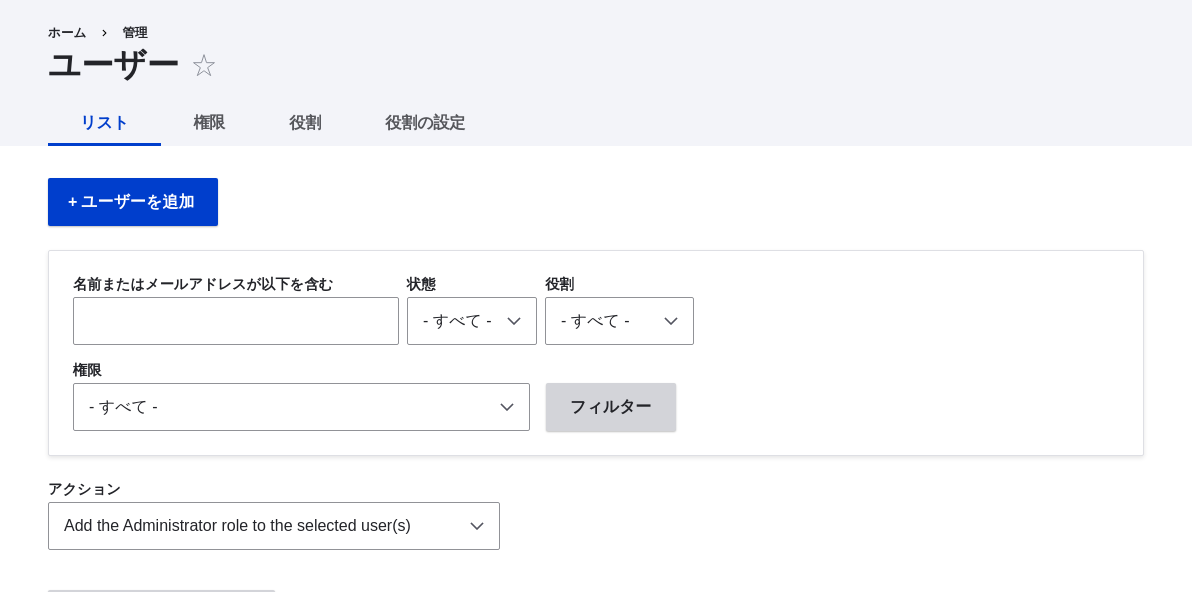 ホーム › 管理
ユーザー
リスト 権限 役割 役割の設定
+ ユーザーを追加
名前またはメールアドレスが以下を含む 状態 役割
- すべて - - すべて -
権限
- すべて - フィルター
アクション
Add the Administrator role to the selected user(s)